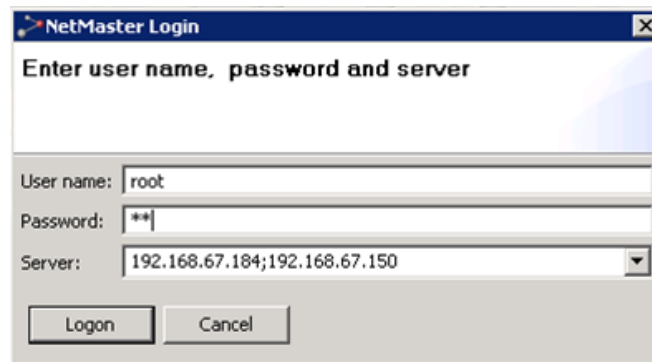 NetMaster Login
Enter user name, password and server
User name: root
Password: **
Server: 192.168.67.184;192.168.67.150
Logon Cancel